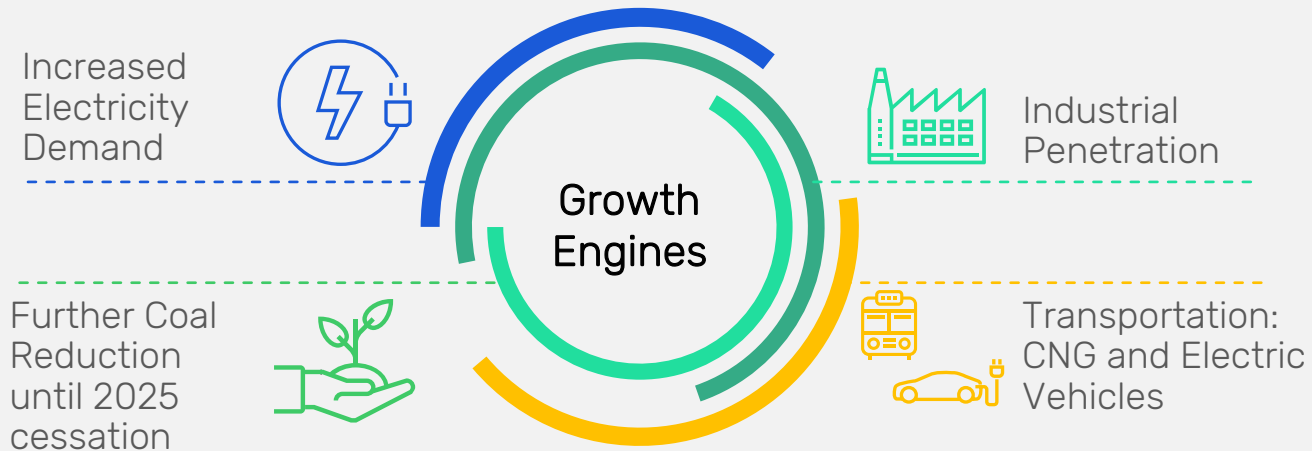 Increased
Electricity
Demand
Growth
Engines
Industrial
Penetration
Further Coal
Reduction
until 2025
cessation
Transportation:
CNG and Electric
Vehicles